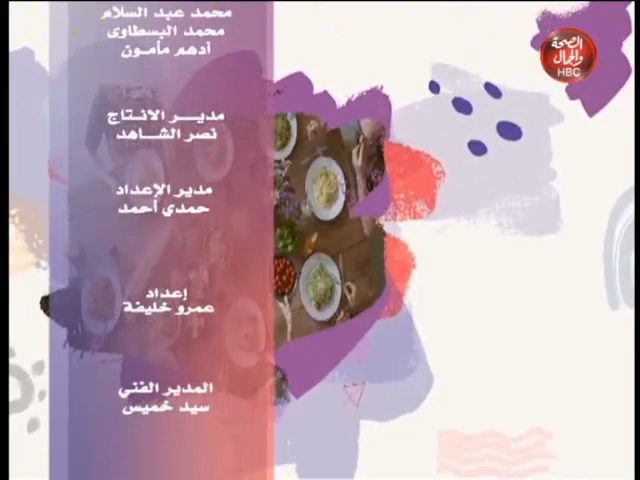 محمد عبد السلام
محمد البسطاوى
أدهم مأمون
مديـر الانتاج
نصر الشاهد
مدير الإعداد
حمدي أحمد
إعداد
عمرو خليفة
المدير الفني
سيد خميس
الصحة
والجمال
HBC